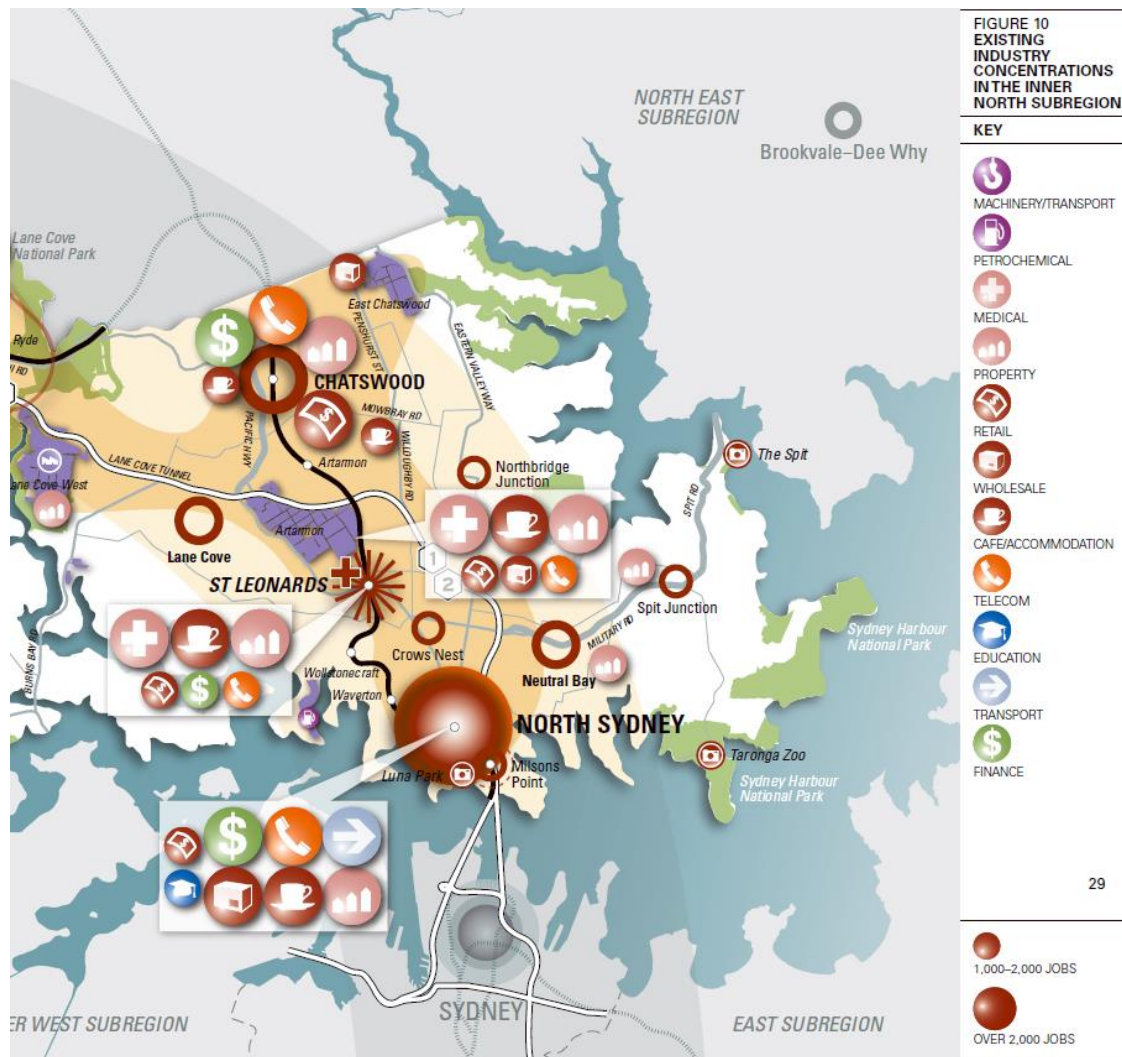 FIGURE 10
EXISTING
INDUSTRY
CONCENTRATIONS
IN THE INNER
NORTH SUBREGION
KEY
MACHINERY/TRANSPORT
PETROCHEMICAL
MEDICAL
PROPERTY
RETAIL
WHOLESALE
CAFE/ACCOMMODATION
TELECOM
EDUCATION
TRANSPORT
FINANCE
29
1,000–2,000 JOBS
OVER 2,000 JOBS
NORTH EAST
SUBREGION
Brookvale–Dee Why
Lane Cove
National Park
East Chatswood
Ryde
PENSHURST ST
EASTERN VALLEY WAY
CHATSWOOD
MOWBRAY RD
PACIFIC HWY
WILLOUGHBY RD
LANE COVE TUNNEL
Artarmon
Northbridge
Junction
The Spit
SPIT RD
Lane Cove West
Artarmon
Lane Cove
1
2
ST LEONARDS
Spit Junction
MILITARY RD
Crows Nest
Neutral Bay
Sydney Harbour
National Park
BURNS BAY RD
Wollstonecraft
Waverton
NORTH SYDNEY
Luna Park
Milsons
Point
Taronga Zoo
Sydney Harbour
National Park
SYDNEY
ER WEST SUBREGION
EAST SUBREGION